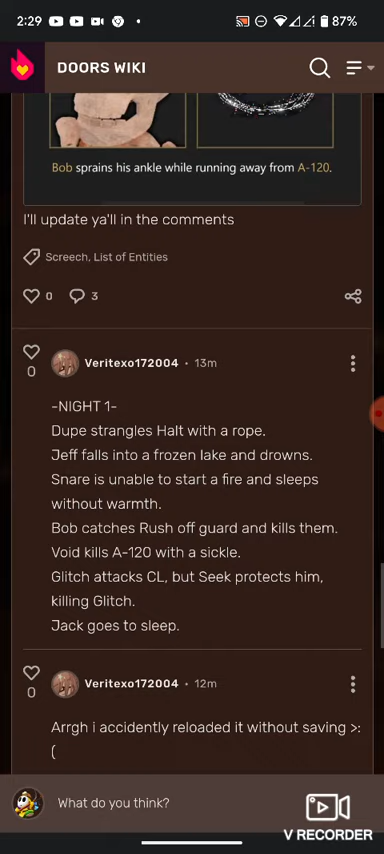 2:29
87%
DOORS WIKI
Bob sprains his ankle while running away from A-120.
I'll update ya'll in the comments
Screech, List of Entities
0 3
0
Veritexo172004 • 13m
-NIGHT 1-
Dupe strangles Halt with a rope.
Jeff falls into a frozen lake and drowns.
Snare is unable to start a fire and sleeps
without warmth.
Bob catches Rush off guard and kills them.
Void kills A-120 with a sickle.
Glitch attacks CL, but Seek protects him,
killing Glitch.
Jack goes to sleep.
0
Veritexo172004 • 12m
Arrgh i accidently reloaded it without saving >:
(
What do you think?
V RECORDER